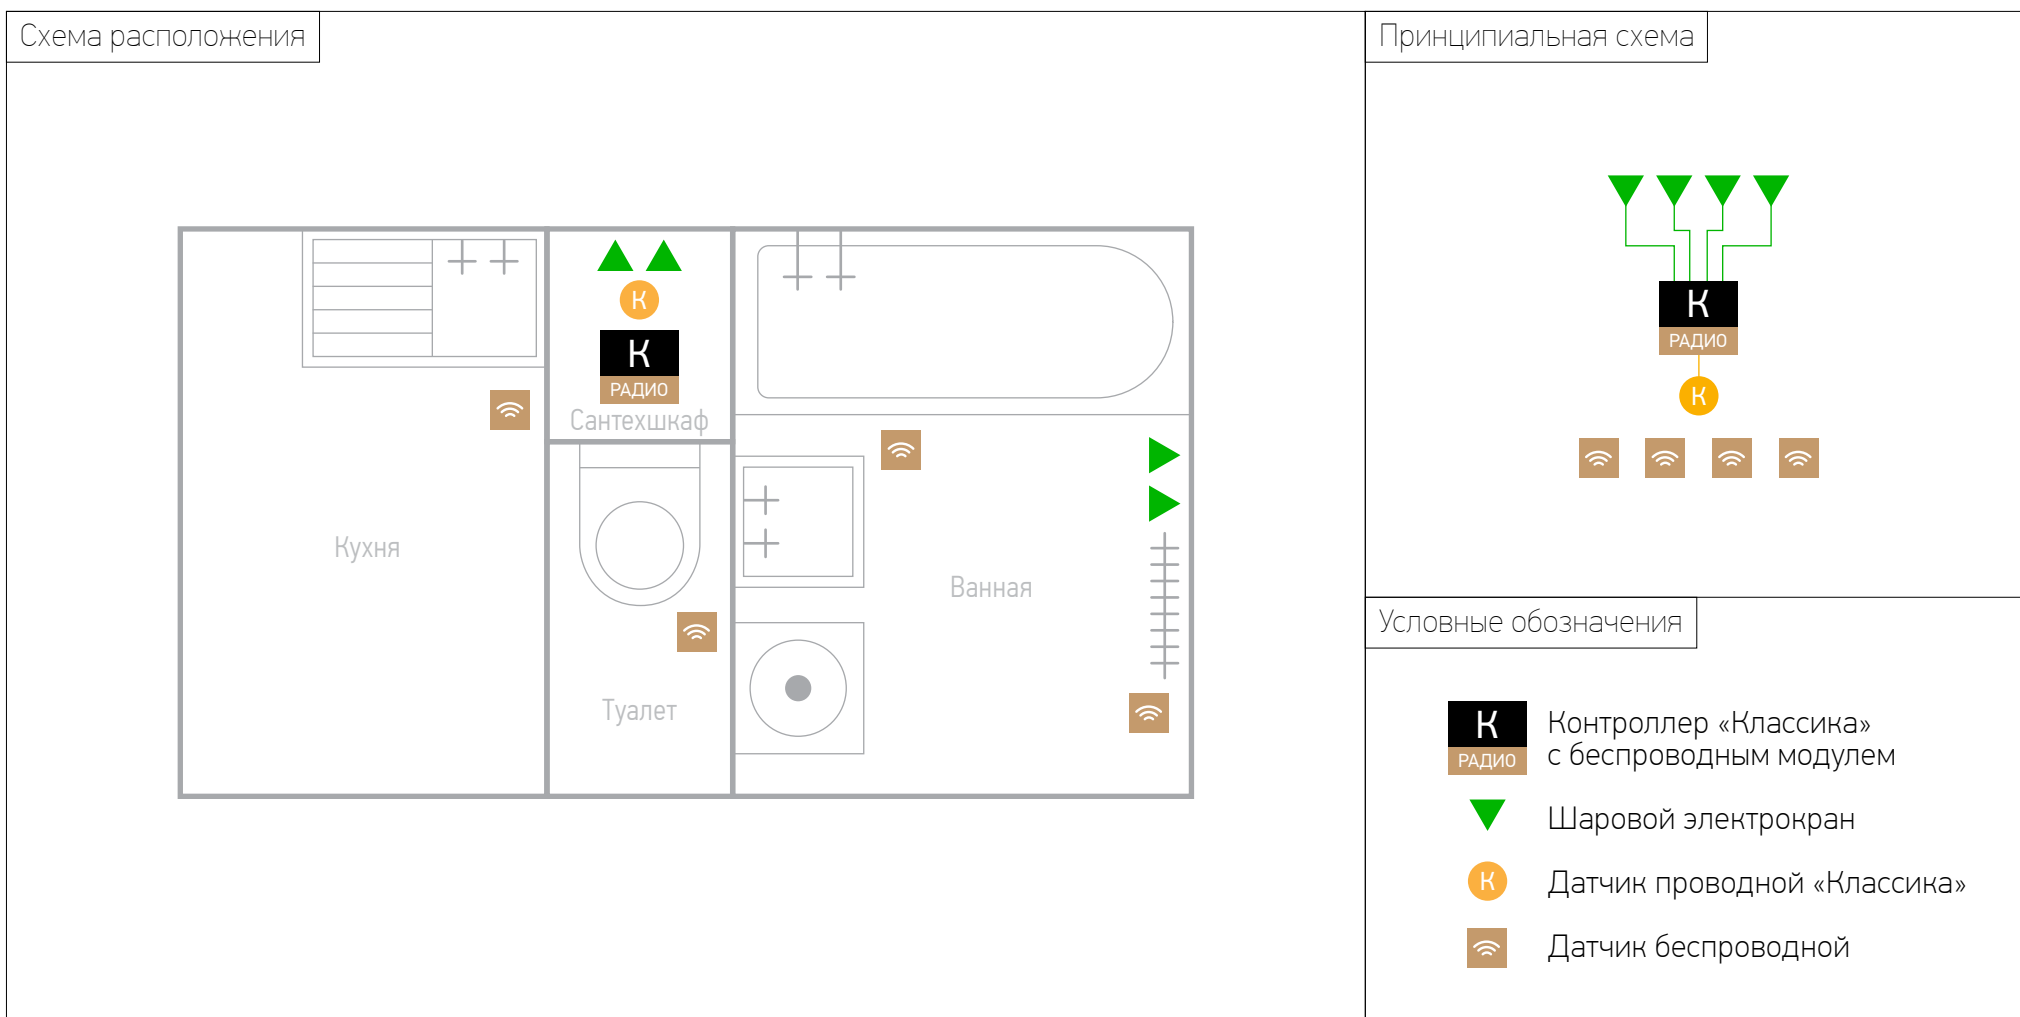 Схема расположения
К
К
РАДИО
Сантехшкаф
Кухня
Ванная
Туалет
Принципиальная схема
К
РАДИО
К
Условные обозначения
К
РАДИО
Контроллер «Классика»
с беспроводным модулем
Шаровой электрокран
К
Датчик проводной «Классика»
Датчик беспроводной